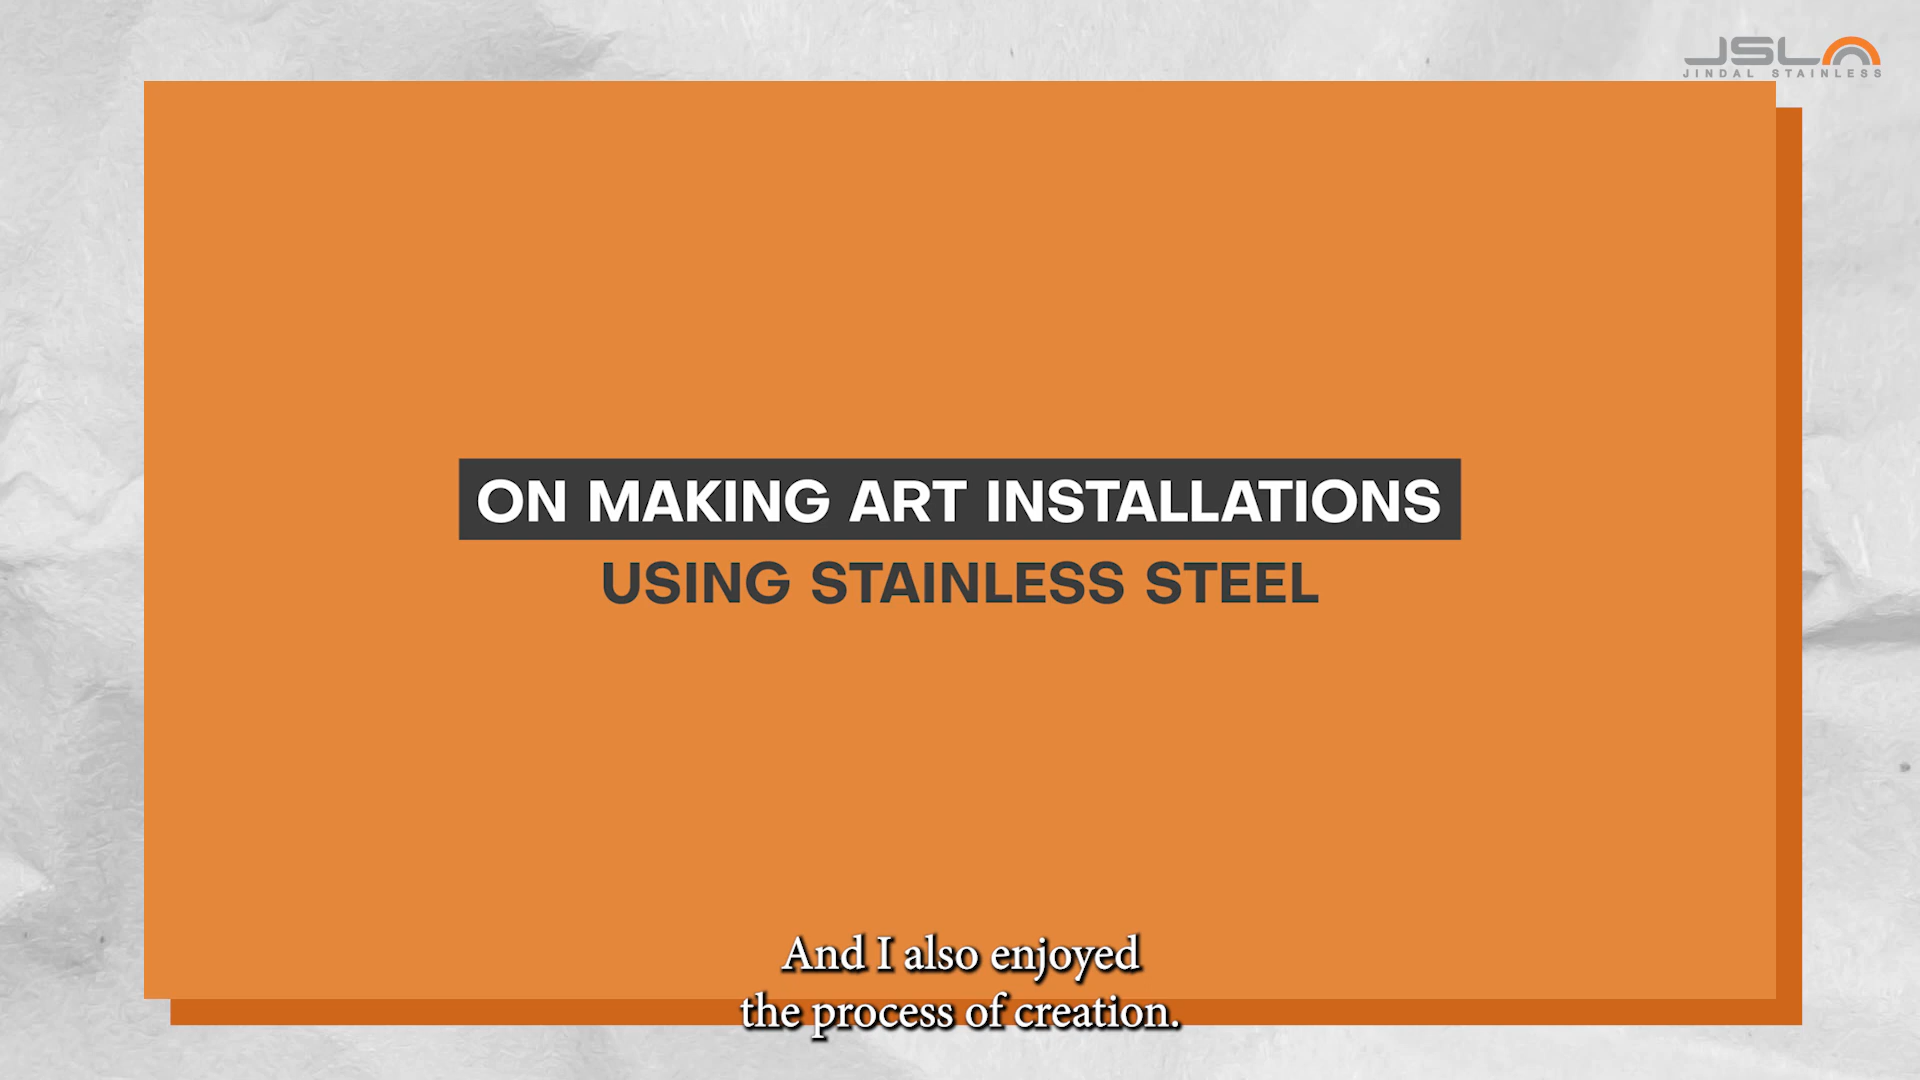 JSL
JINDAL STAINLESS
ON MAKING ART INSTALLATIONS
USING STAINLESS STEEL
And I also enjoyed
the process of creation.